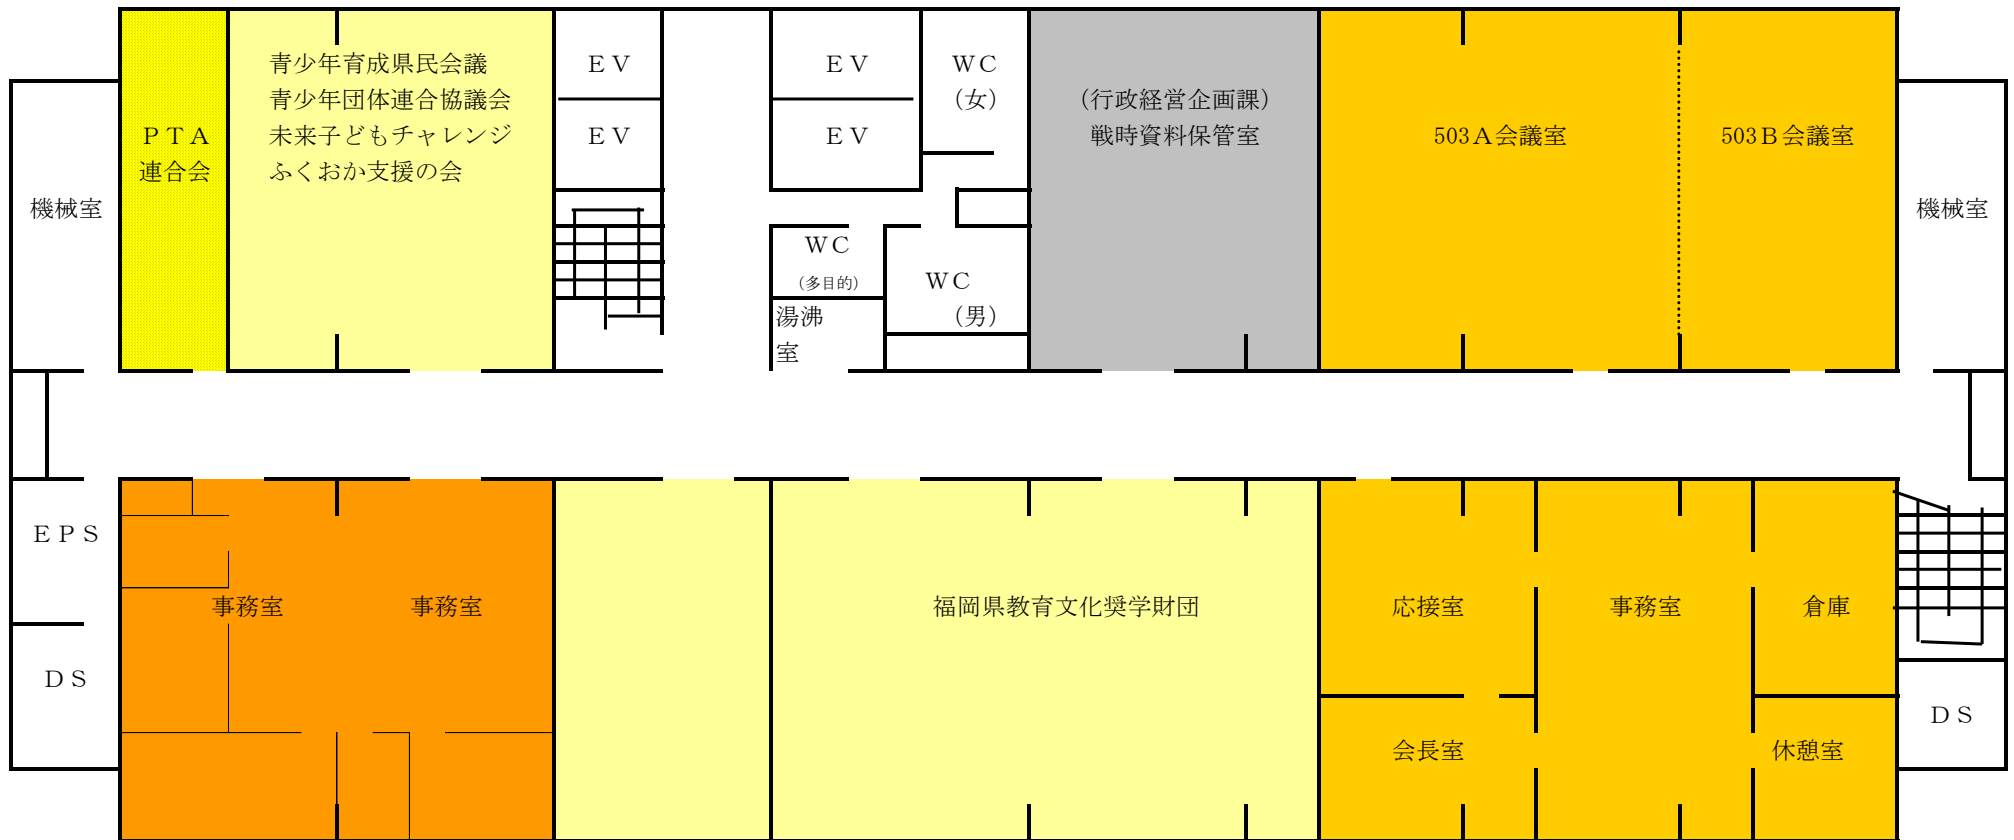 ＰＴＡ
連合会
青少年育成県民会議
青少年団体連合協議会
未来子どもチャレンジ
ふくおか支援の会
ＥＶ
ＥＶ
ＥＶ
ＥＶ
ＷＣ
（女）
（行政経営企画課）
戦時資料保管室
503Ａ会議室
503Ｂ会議室
機械室
機械室
ＷＣ
（多目的）
ＷＣ
（男）
湯沸
室
ＥＰＳ
ＤＳ
事務室
事務室
福岡県教育文化奨学財団
応接室
事務室
倉庫
会長室
休憩室
ＤＳ